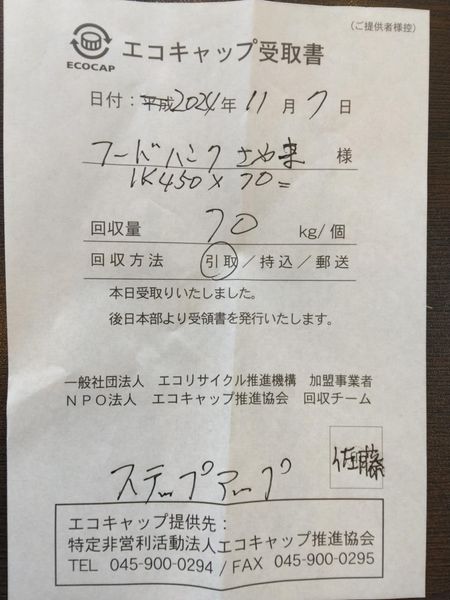 (ご提供者様控)
ECOCAP
エコキャップ受取書
日付：平成2024年 11月 7日
フードバンクさやま 様
1K450×70=
回収量 70 kg/個
回収方法 引取／持込／郵送
本日受取りいたしました。
後日本部より受領書を発行いたします。
一般社団法人 エコリサイクル推進機構 加盟事業者
NPO法人 エコキャップ推進協会 回収チーム
佐藤
ステップアップ
エコキャップ提供先：
特定非営利活動法人エコキャップ推進協会
TEL 045-900-0294 / FAX 045-900-0295